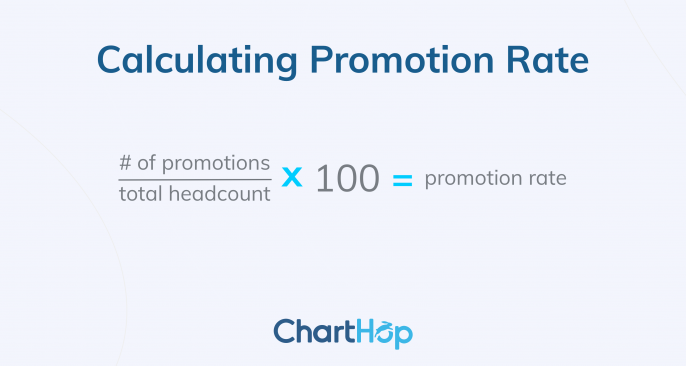 Calculating Promotion Rate
# of promotions
total headcount
x 100 = promotion rate
ChartHop